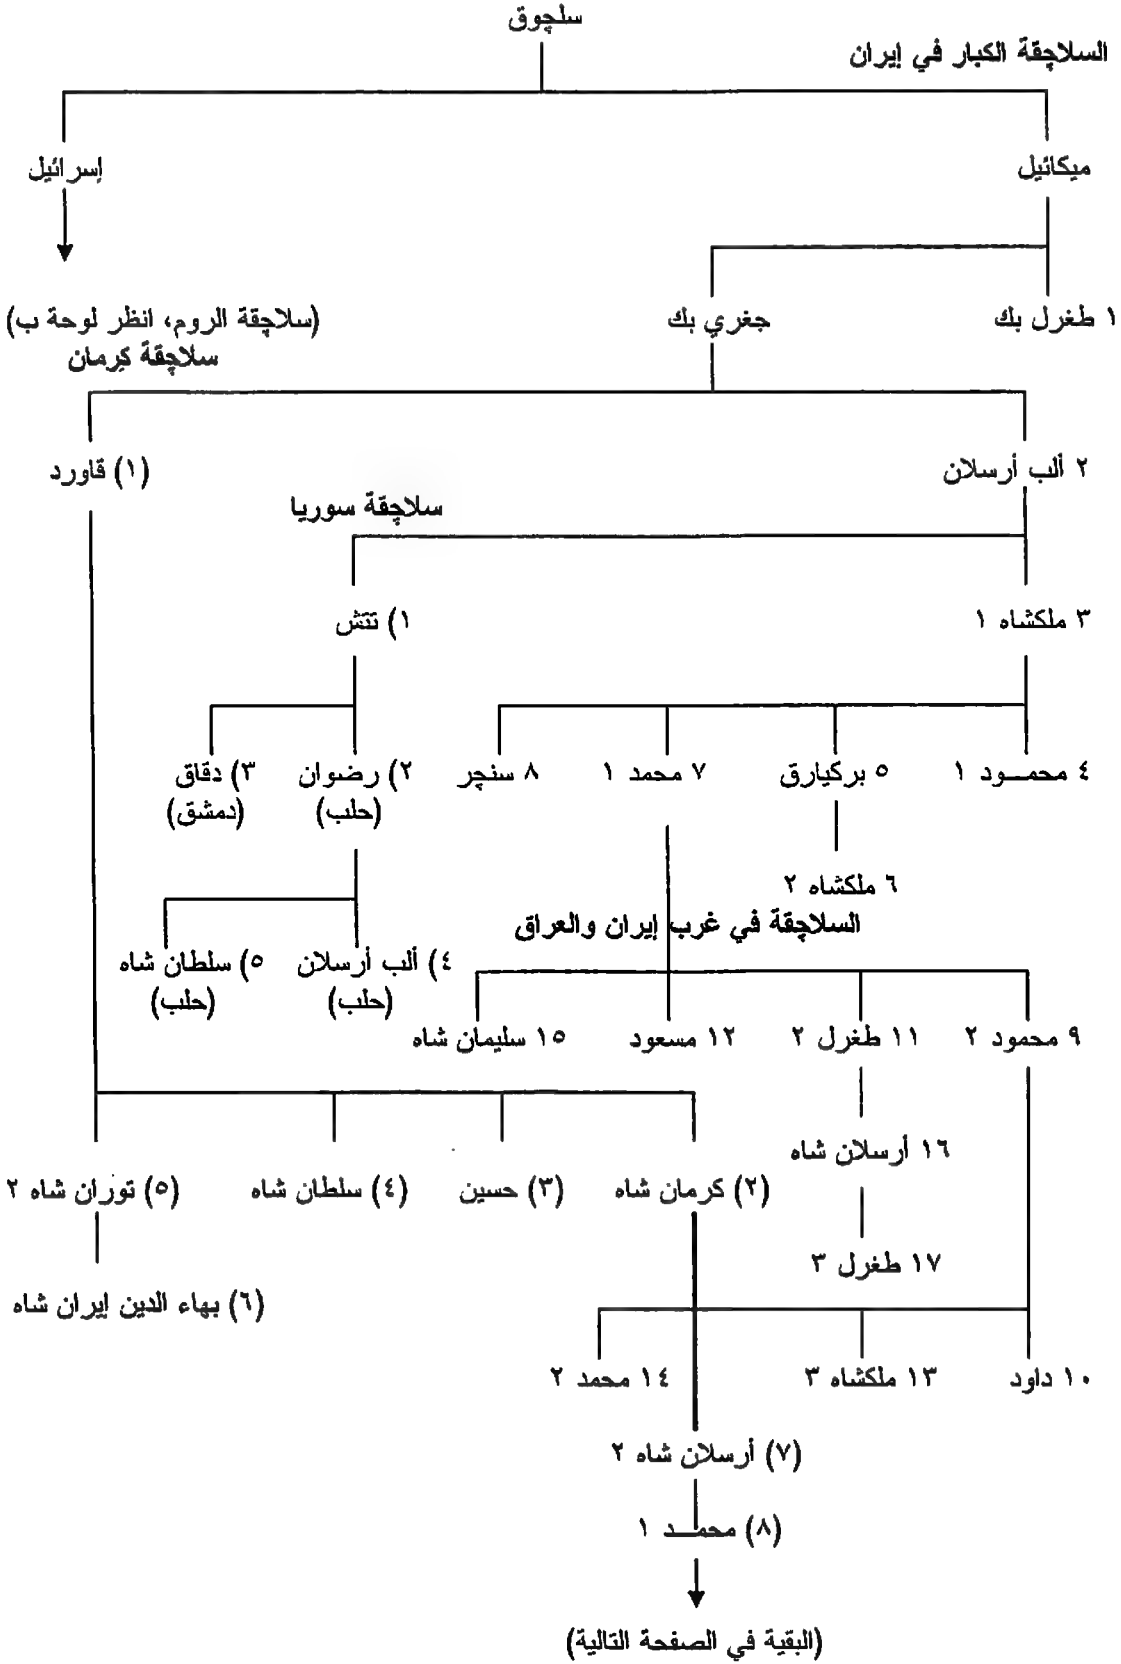 سلچوق
السلاچقة الكبار في إيران
ميكائيل
إسرائيل
١ طغرل بك
جغري بك
(سلاچقة الروم، انظر لوحة ب)
سلاچقة كرمان
٢ ألب أرسلان
(١) قاورد
سلاچقة سوريا
٣ ملكشاه ١
١) تتش
٤ محمـــود ١
٥ بركيارق
٧ محمد ١
٨ سنچر
٢) رضوان
(حلب)
٣) دقاق
(دمشق)
٦ ملكشاه ٢
السلاچقة في غرب إيران والعراق
٤) ألب أرسلان
(حلب)
٥) سلطان شاه
(حلب)
٩ محمود ٢
١١ طغرل ٢
١٢ مسعود
١٥ سليمان شاه
١٦ أرسلان شاه
(٢) كرمان شاه
(٣) حسين
(٤) سلطان شاه
(٥) توران شاه ٢
١٧ طغرل ٣
(٦) بهاء الدين إيران شاه
١٠ داود
١٣ ملكشاه ٣
١٤ محمد ٢
(٧) أرسلان شاه ٢
(٨) محمـــد ١
(البقية في الصفحة التالية)